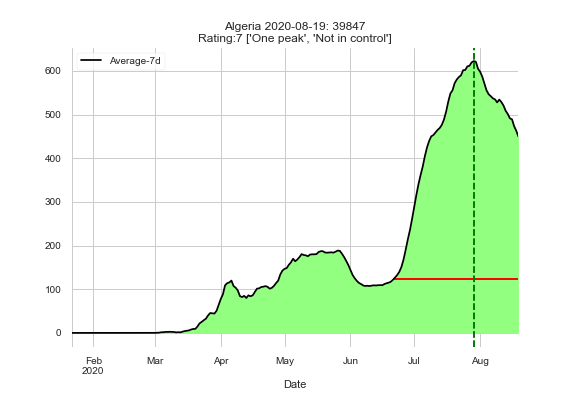 Algeria 2020-08-19: 39847
Rating:7 ['One peak', 'Not in control']
Average-7d
600
500
400
300
200
100
0
Feb Mar Apr May Jun Jul Aug
2020
Date